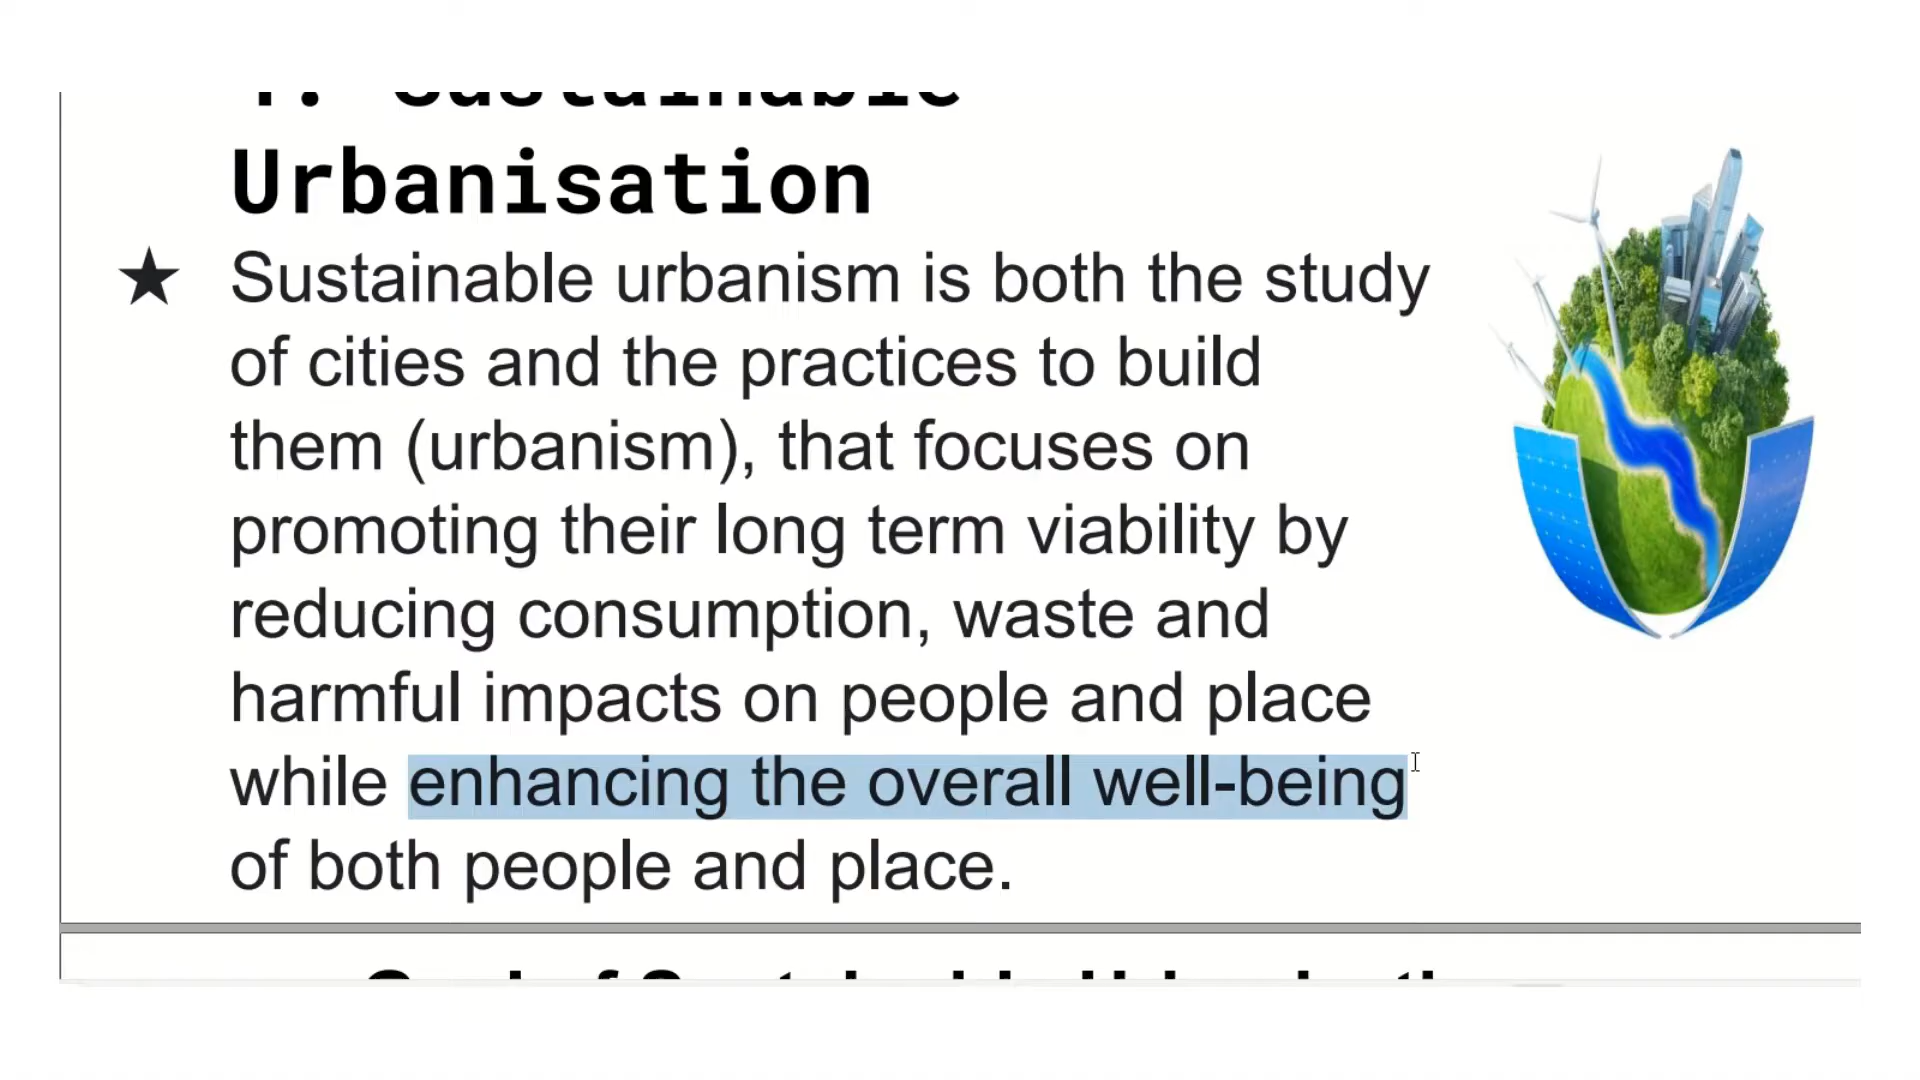 Sustainable
Urbanisation
★ Sustainable urbanism is both the study
of cities and the practices to build
them (urbanism), that focuses on
promoting their long term viability by
reducing consumption, waste and
harmful impacts on people and place
while enhancing the overall well-being
of both people and place.